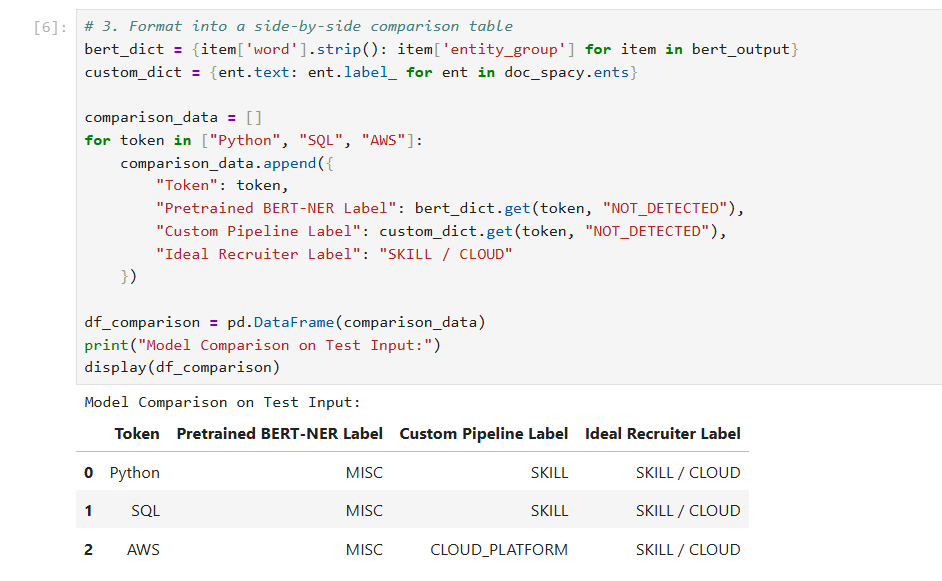 [6]: # 3. Format into a side-by-side comparison table
bert_dict = {item['word'].strip(): item['entity_group'] for item in bert_output}
custom_dict = {ent.text: ent.label_ for ent in doc_spacy.ents}

comparison_data = []
for token in ["Python", "SQL", "AWS"]:
    comparison_data.append({
        "Token": token,
        "Pretrained BERT-NER Label": bert_dict.get(token, "NOT_DETECTED"),
        "Custom Pipeline Label": custom_dict.get(token, "NOT_DETECTED"),
        "Ideal Recruiter Label": "SKILL / CLOUD"
    })

df_comparison = pd.DataFrame(comparison_data)
print("Model Comparison on Test Input:")
display(df_comparison)
Model Comparison on Test Input:
Token Pretrained BERT-NER Label Custom Pipeline Label Ideal Recruiter Label
0 Python MISC SKILL SKILL / CLOUD
1 SQL MISC SKILL SKILL / CLOUD
2 AWS MISC CLOUD_PLATFORM SKILL / CLOUD